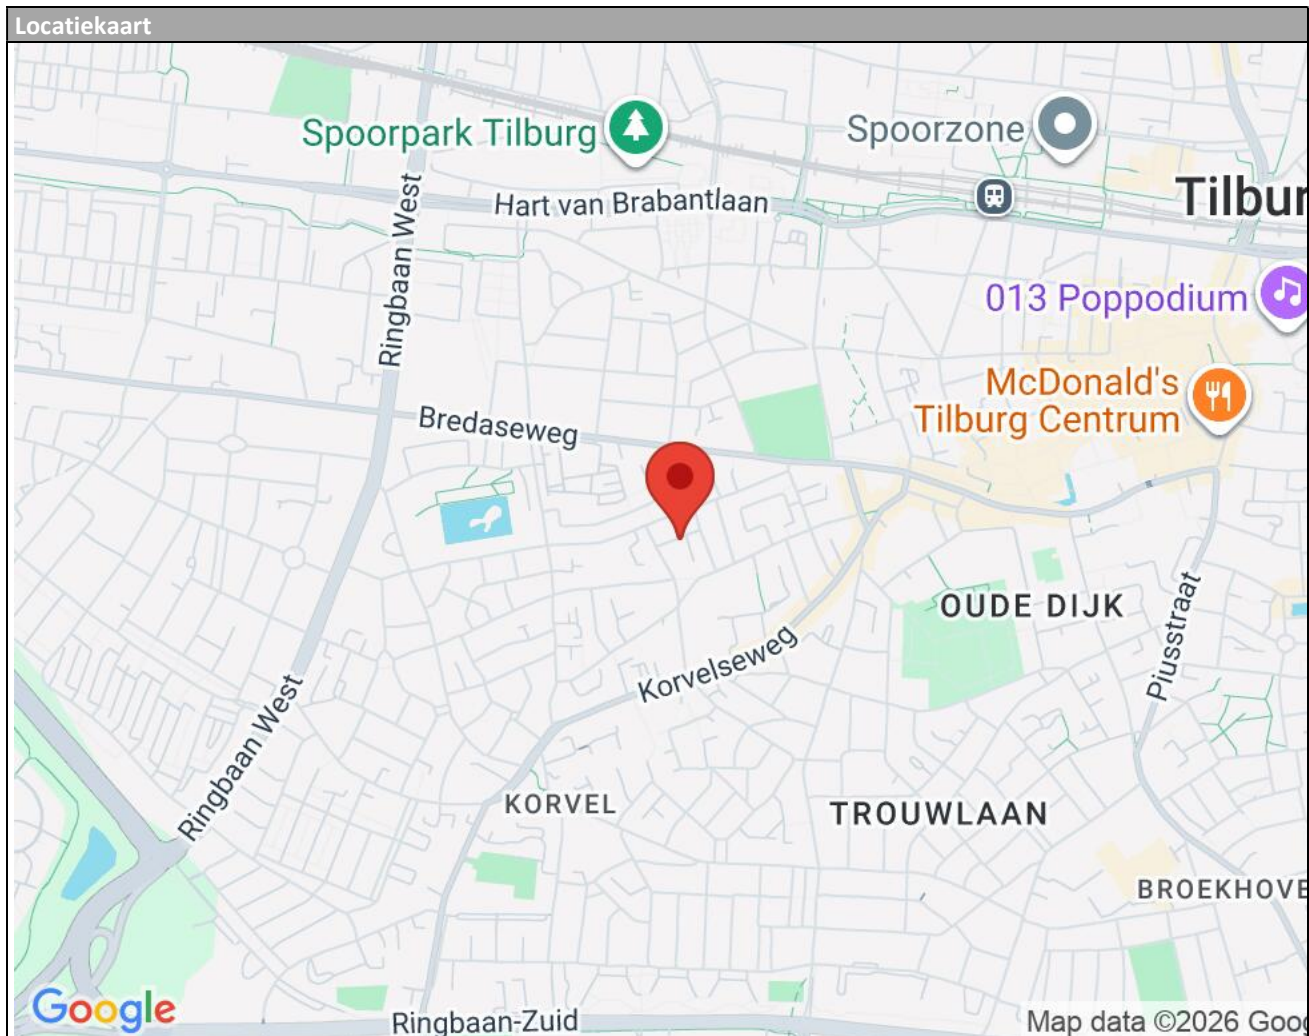 Locatiekaart
Spoorpark Tilburg
Spoorzone
Hart van Brabantlaan
Tilbur
Ringbaan West
013 Poppodium
McDonald's
Tilburg Centrum
Bredaseweg
OUDE DIJK
Piusstraat
Korvelseweg
Ringbaan West
KORVEL
TROUWLAAN
BROEKHOVE
Google
Ringbaan-Zuid
Map data ©2026 Goog